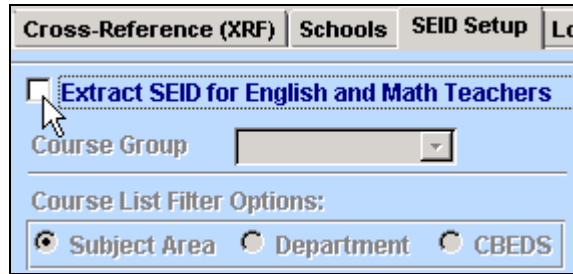 Cross-Reference (XRF) Schools SEID Setup
Extract SEID for English and Math Teachers
Course Group
Course List Filter Options:
Subject Area Department CBEDS